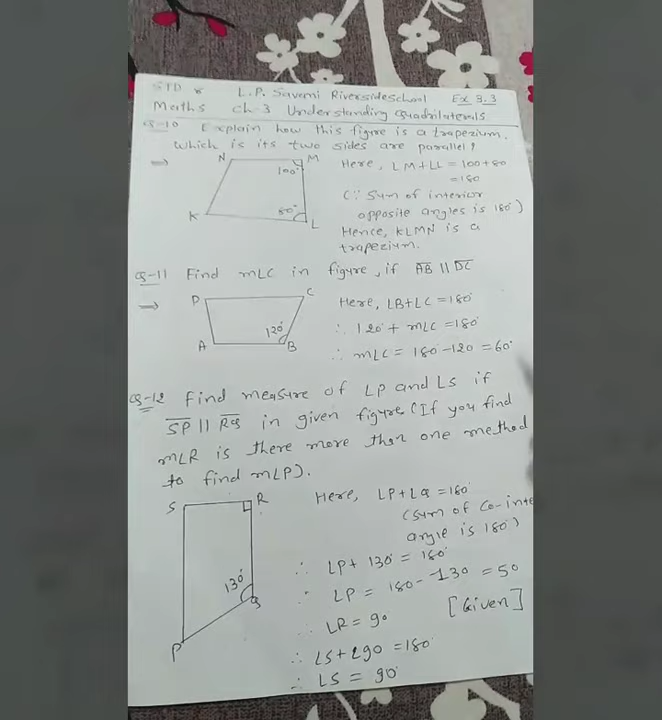 STD 8 L.P. Savani Riverside School Ex 3.3
Maths Ch-3 Understanding Quadrilaterals
Q-10 Explain how this figure is a trapezium.
Which is its two sides are parallel?
⇒ N M Here, ∠M+∠L = 100+80
100° = 180
(∵ Sum of interior
80° opposite angles is 180°)
K L Hence, KLMN is a
trapezium.
Q-11 Find m∠C in figure, if AB || DC
⇒ D C Here, ∠B+∠C = 180°
120° ∴ 120° + m∠C = 180°
A B ∴ m∠C = 180-120 = 60°
Q-12 Find measure of ∠P and ∠S if
SP || RQ in given figure (If you find
m∠R is there more than one method
to find m∠P).
S R Here, ∠P+∠Q = 180°
(Sum of Co-inte
angle is 180°)
130° ∴ ∠P + 130° = 180°
Q ∴ ∠P = 180-130 = 50
∴ ∠R = 90 [Given]
P ∴ ∠S+∠90 = 180°
∴ ∠S = 90°